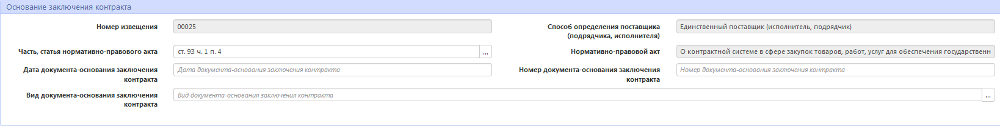 Основание заключения контракта
Номер извещения
00025
Способ определения поставщика
(подрядчика, исполнителя)
Единственный поставщик (исполнитель, подрядчик)
Часть, статья нормативно-правового акта
ст. 93 ч. 1 п. 4
...
Нормативно-правовой акт
О контрактной системе в сфере закупок товаров, работ, услуг для обеспечения государственн
Дата документа-основания заключения
контракта
Дата документа-основания заключения контракта
Номер документа-основания заключения
контракта
Номер документа-основания заключения контракта
Вид документа-основания заключения
контракта
Вид документа-основания заключения контракта
...